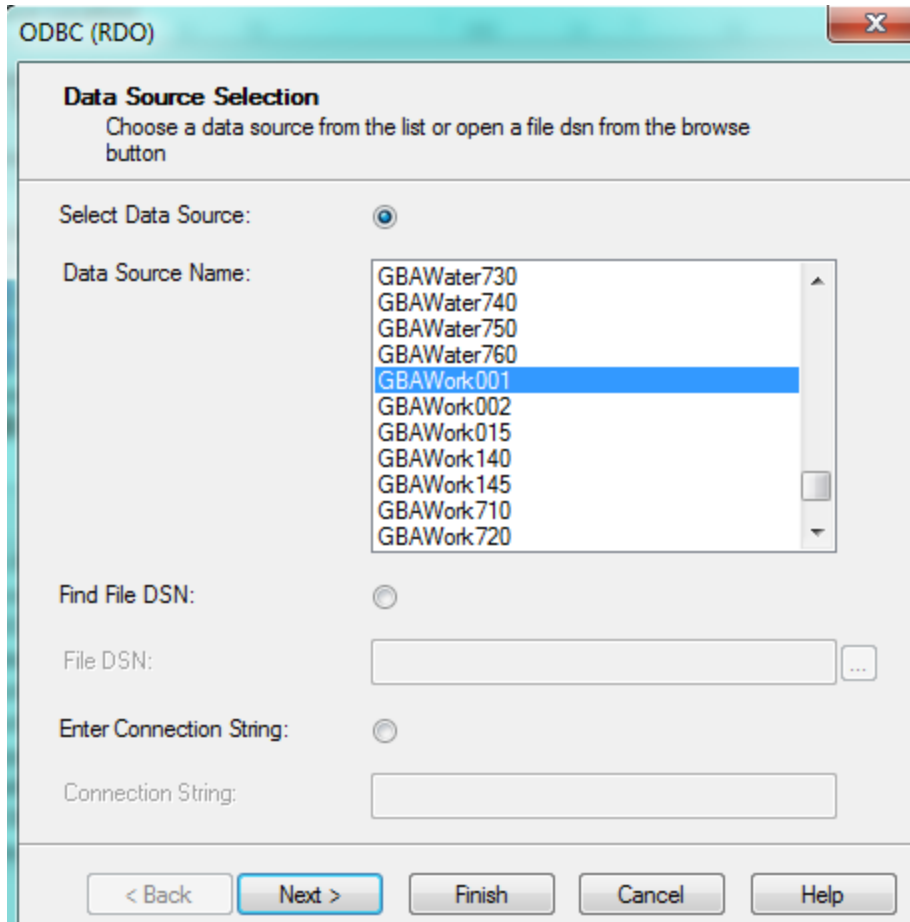 ODBC (RDO)
Data Source Selection
Choose a data source from the list or open a file dsn from the browse
button
Select Data Source:
Data Source Name:
GBAWater730
GBAWater740
GBAWater750
GBAWater760
GBAWork001
GBAWork002
GBAWork015
GBAWork140
GBAWork145
GBAWork710
GBAWork720
Find File DSN:
File DSN:
...
Enter Connection String:
Connection String:
< Back Next > Finish Cancel Help